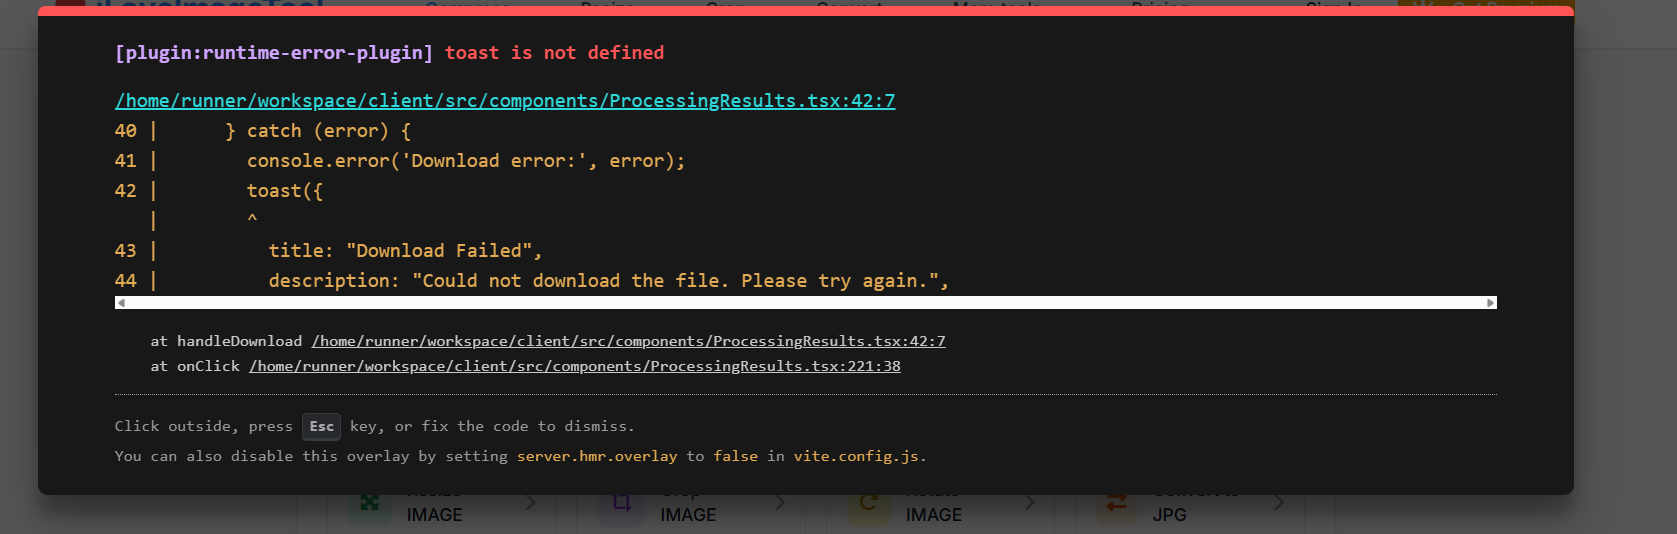 [plugin:runtime-error-plugin] toast is not defined
/home/runner/workspace/client/src/components/ProcessingResults.tsx:42:7
40 |      } catch (error) {
41 |        console.error('Download error:', error);
42 |        toast({
   |        ^
43 |          title: "Download Failed",
44 |          description: "Could not download the file. Please try again.",
at handleDownload /home/runner/workspace/client/src/components/ProcessingResults.tsx:42:7
at onClick /home/runner/workspace/client/src/components/ProcessingResults.tsx:221:38
Click outside, press Esc key, or fix the code to dismiss.
You can also disable this overlay by setting server.hmr.overlay to false in vite.config.js.
IMAGE IMAGE IMAGE JPG